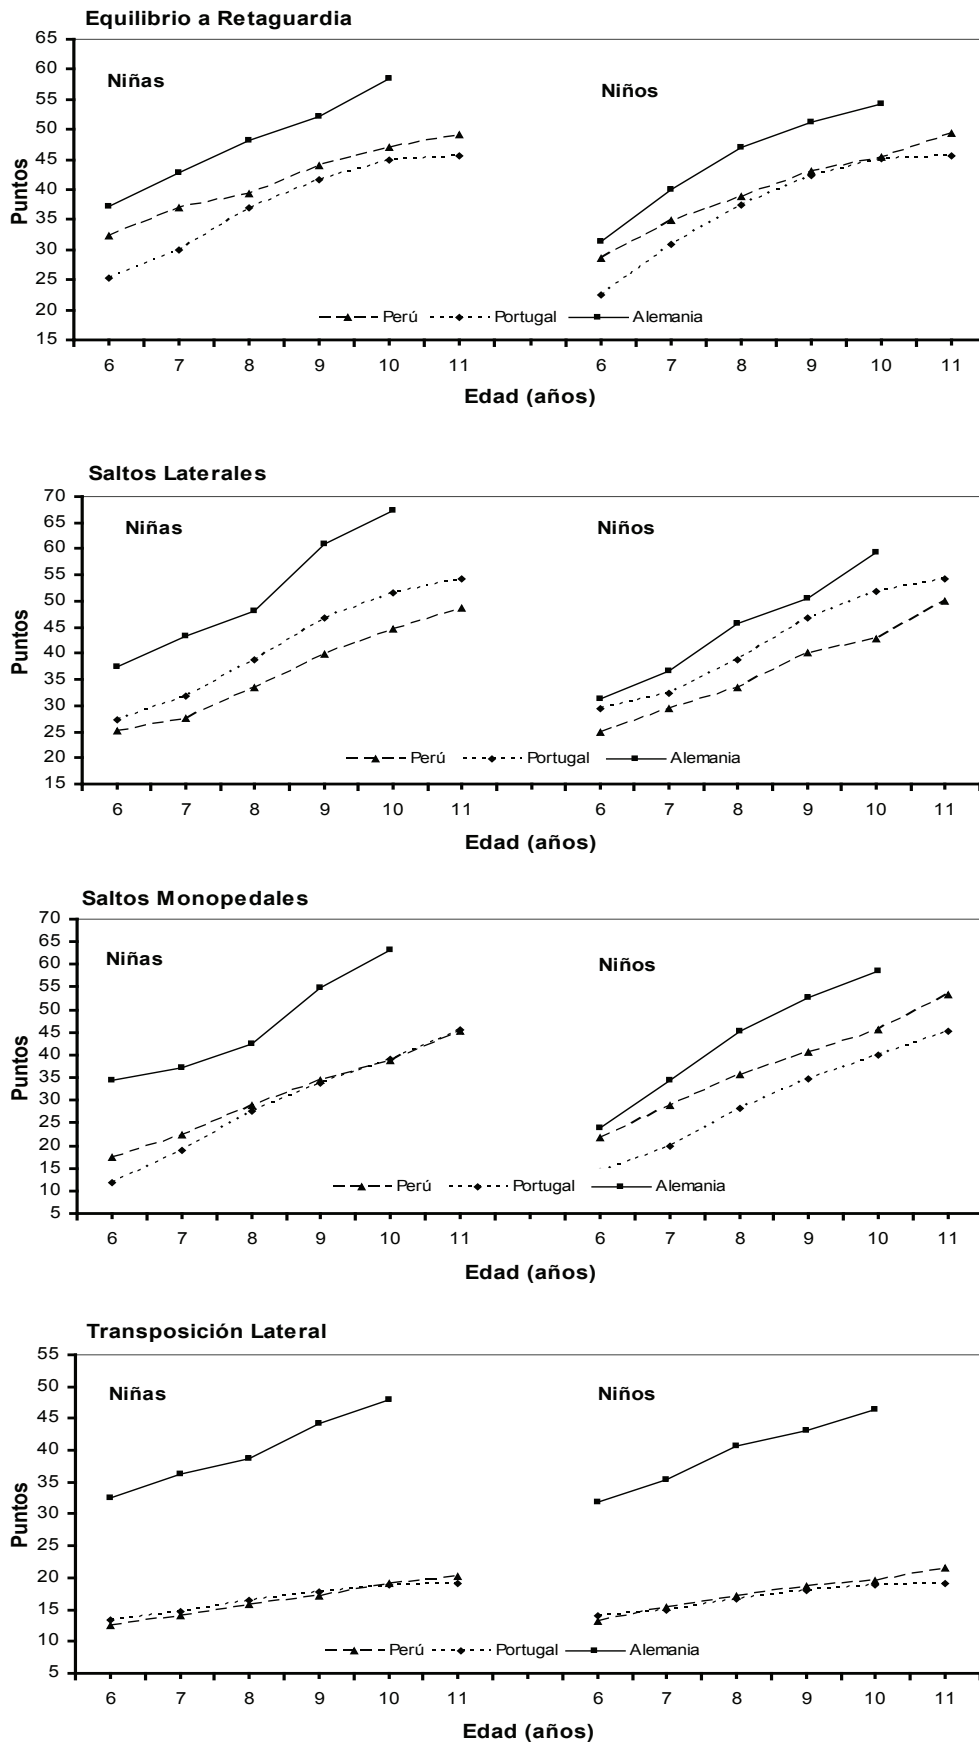 Equilibrio a Retaguardia
65
60
55
50
45
40
35
30
25
20
15
Puntos
Niñas
Niños
Perú Portugal Alemania
6 7 8 9 10 11 6 7 8 9 10 11
Edad (años)
Saltos Laterales
70
65
60
55
50
45
40
35
30
25
20
15
Puntos
Niñas
Niños
Perú Portugal Alemania
6 7 8 9 10 11 6 7 8 9 10 11
Edad (años)
Saltos Monopedales
70
65
60
55
50
45
40
35
30
25
20
15
10
5
Puntos
Niñas
Niños
Perú Portugal Alemania
6 7 8 9 10 11 6 7 8 9 10 11
Edad (años)
Transposición Lateral
55
50
45
40
35
30
25
20
15
10
5
Puntos
Niñas
Niños
Perú Portugal Alemania
6 7 8 9 10 11 6 7 8 9 10 11
Edad (años)